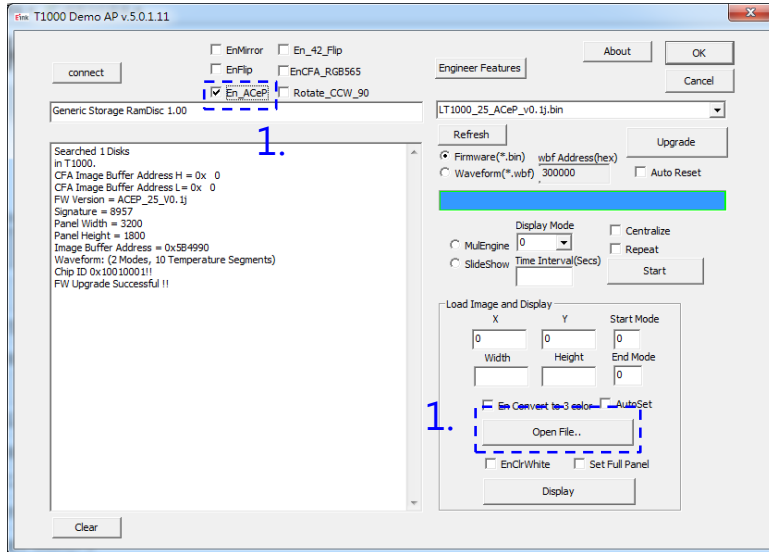 Eink T1000 Demo AP v.5.0.1.11
connect
EnMirror
En_42_Flip
EnFlip
EnCFA_RGB565
En_ACeP
Rotate_CCW_90
1.
Generic Storage RamDisc 1.00
Searched 1 Disks
in T1000.
CFA Image Buffer Address H = 0x 0
CFA Image Buffer Address L= 0x 0
FW Version = ACEP_25_V0.1j
Signature = 8957
Panel Width = 3200
Panel Height = 1800
Image Buffer Address = 0x5B4990
Waveform: (2 Modes, 10 Temperature Segments)
Chip ID 0x10010001!!
FW Upgrade Successful !!
Clear
Engineer Features
About
OK
Cancel
LT1000_25_ACeP_v0.1j.bin
Refresh
Upgrade
Firmware(*.bin)
wbf Address(hex)
Waveform(*.wbf)
300000
Auto Reset
Display Mode
MulEngine
0
Centralize
Repeat
SlideShow
Time Interval(Secs)
Start
Load Image and Display
X
Y
Start Mode
0
0
0
Width
Height
End Mode
0
En Convert to 3 color
AutoSet
1.
Open File..
EnClrWhite
Set Full Panel
Display